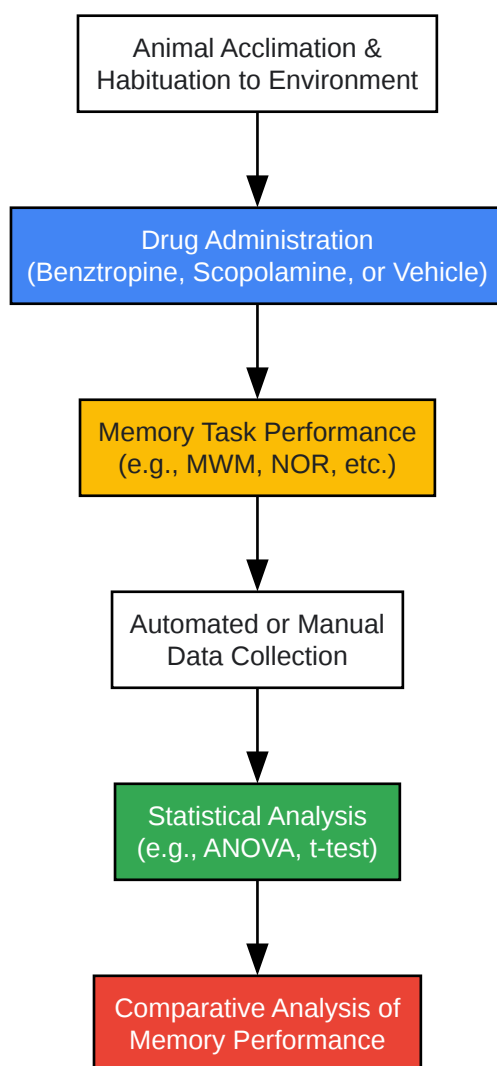 Animal Acclimation &
Habituation to Environment
Drug Administration
(Benztropine, Scopolamine, or Vehicle)
Memory Task Performance
(e.g., MWM, NOR, etc.)
Automated or Manual
Data Collection
Statistical Analysis
(e.g., ANOVA, t-test)
Comparative Analysis of
Memory Performance